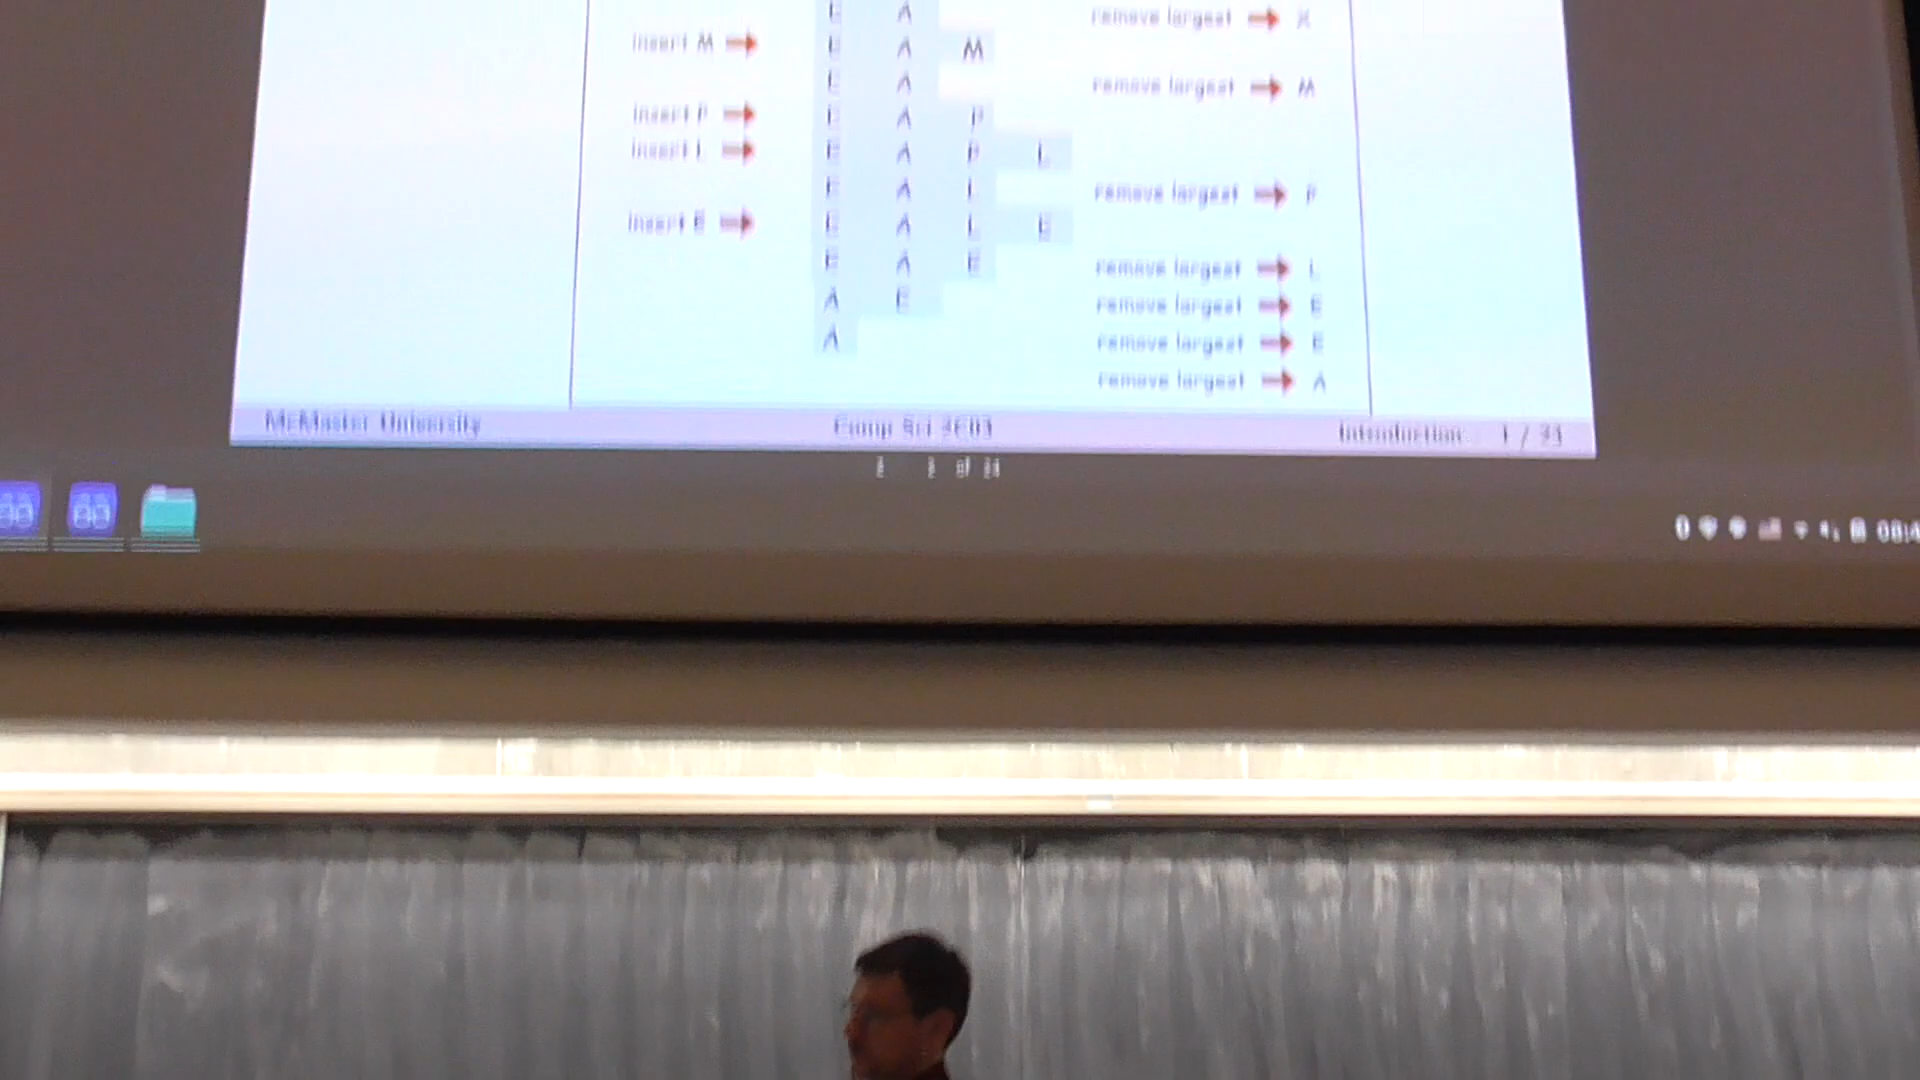 E A
remove largest X
insert M E A M
E A
remove largest M
insert P E A P
insert L E A P L
E A L
remove largest P
insert E E A L E
E A E
remove largest L
A E
remove largest E
A
remove largest E
remove largest A
McMaster University
Comp Sci 2C03
Introduction